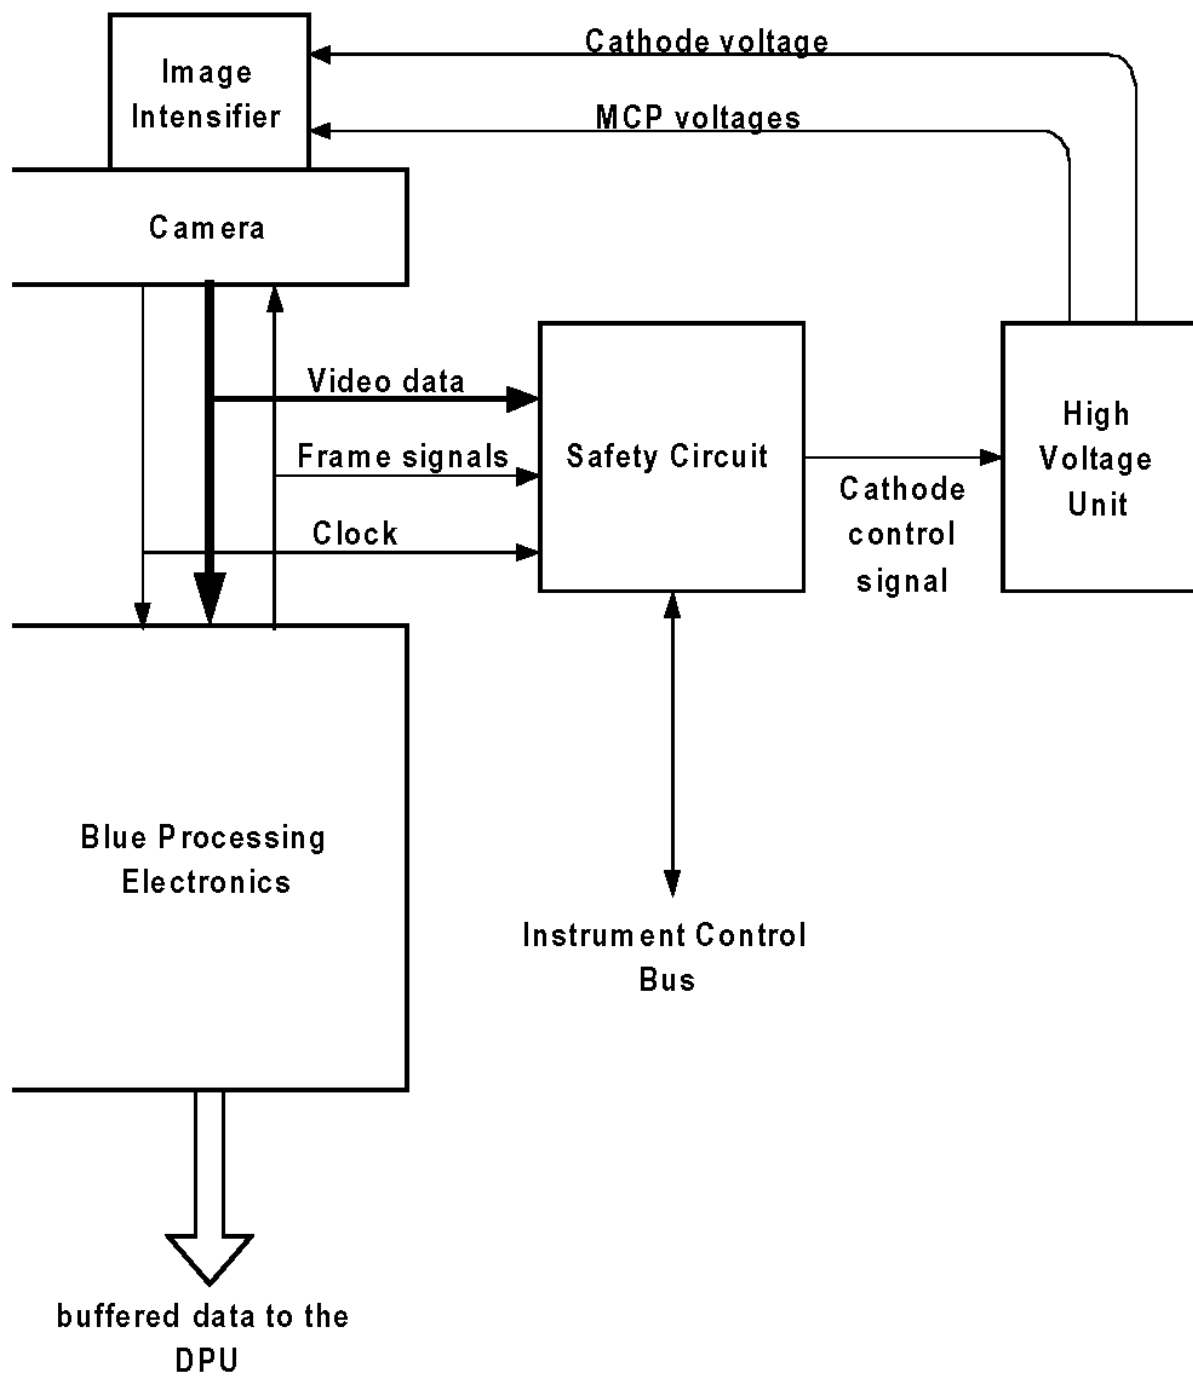 Cathode voltage
Image
Intensifier
MCP voltages
Camera
Video data
Frame signals
Clock
Safety Circuit
Cathode
control
signal
High
Voltage
Unit
Blue Processing
Electronics
Instrument Control
Bus
buffered data to the
DPU